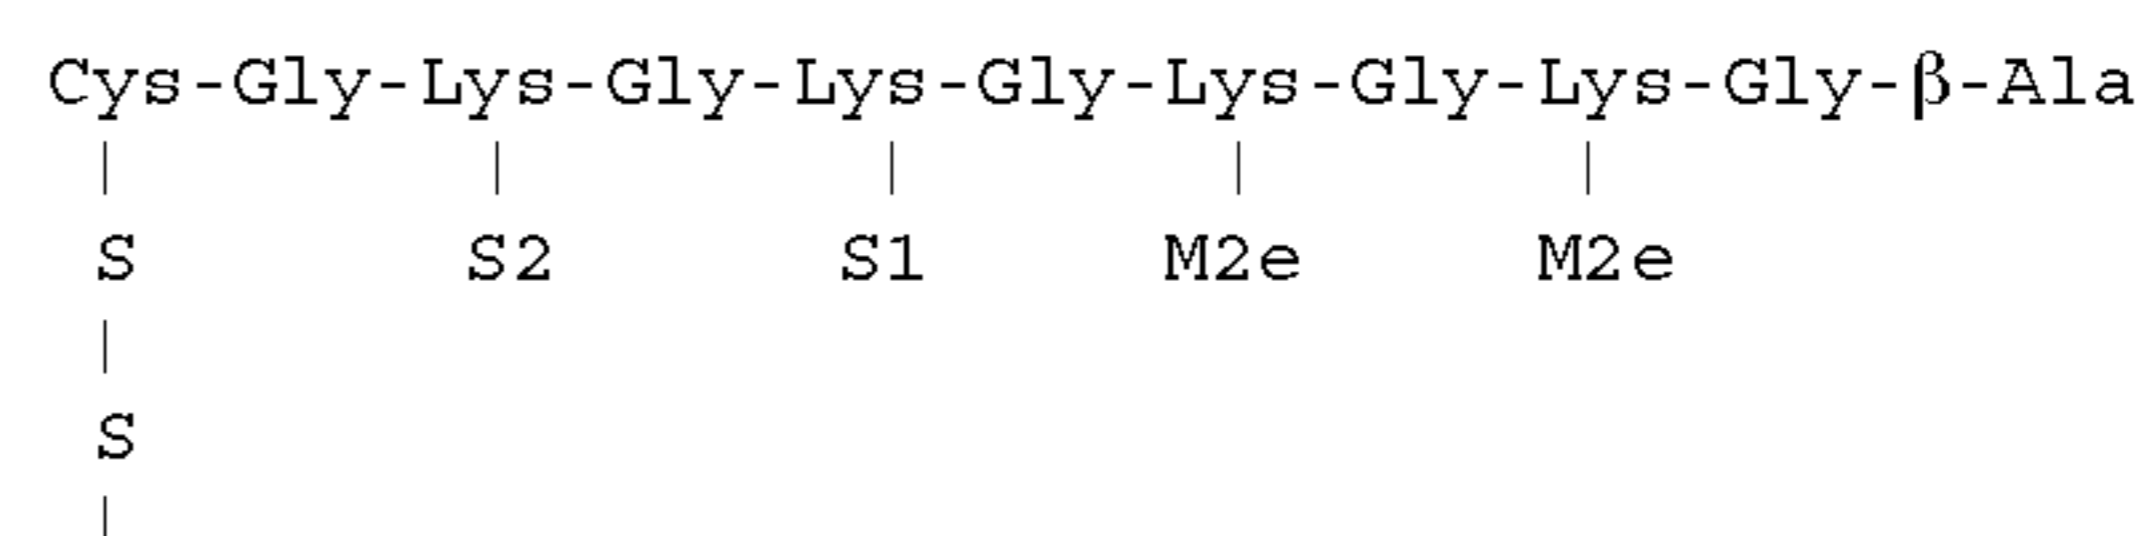 Cys-Gly-Lys-Gly-Lys-Gly-Lys-Gly-Lys-Gly-β-Ala
| | | | |
S S2 S1 M2e M2e
|
S
|